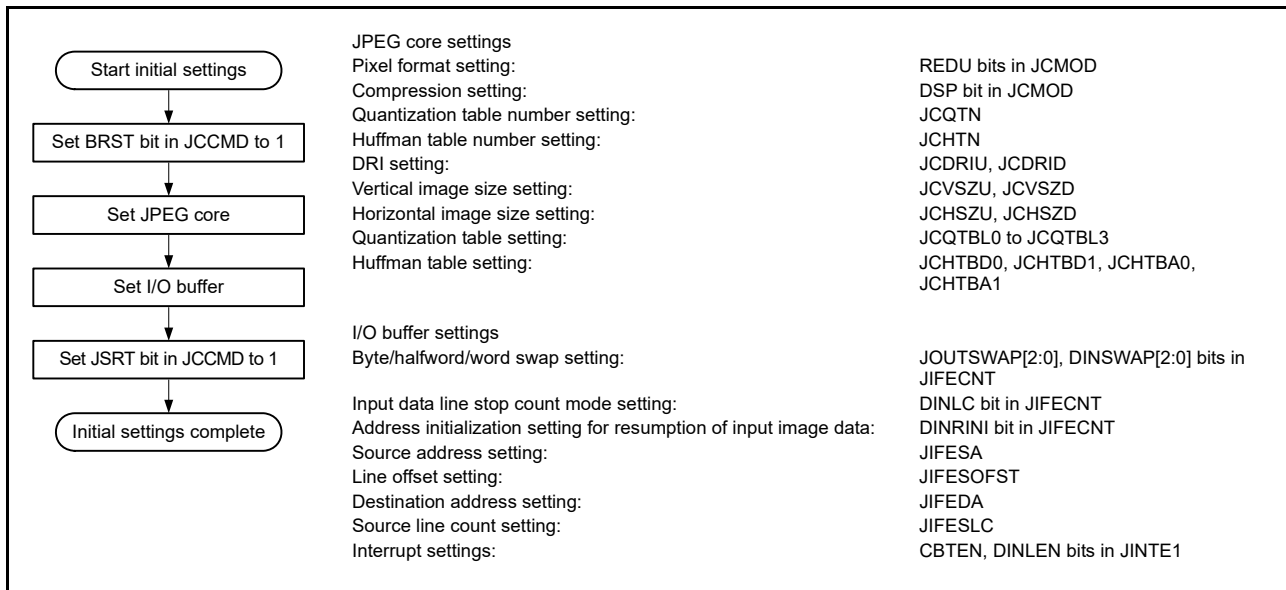 Start initial settings
Set BRST bit in JCCMD to 1
Set JPEG core
Set I/O buffer
Set JSRT bit in JCCMD to 1
Initial settings complete
JPEG core settings
Pixel format setting: REDU bits in JCMOD
Compression setting: DSP bit in JCMOD
Quantization table number setting: JCQTN
Huffman table number setting: JCHTN
DRI setting: JCDRIU, JCDRID
Vertical image size setting: JCVSZU, JCVSZD
Horizontal image size setting: JCHSZU, JCHSZD
Quantization table setting: JCQTBL0 to JCQTBL3
Huffman table setting: JCHTBD0, JCHTBD1, JCHTBA0,
JCHTBA1
I/O buffer settings
Byte/halfword/word swap setting: JOUTSWAP[2:0], DINSWAP[2:0] bits in
JIFECNT
Input data line stop count mode setting: DINLC bit in JIFECNT
Address initialization setting for resumption of input image data: DINRINI bit in JIFECNT
Source address setting: JIFESA
Line offset setting: JIFESOFST
Destination address setting: JIFEDA
Source line count setting: JIFESLC
Interrupt settings: CBTEN, DINLEN bits in JINTE1